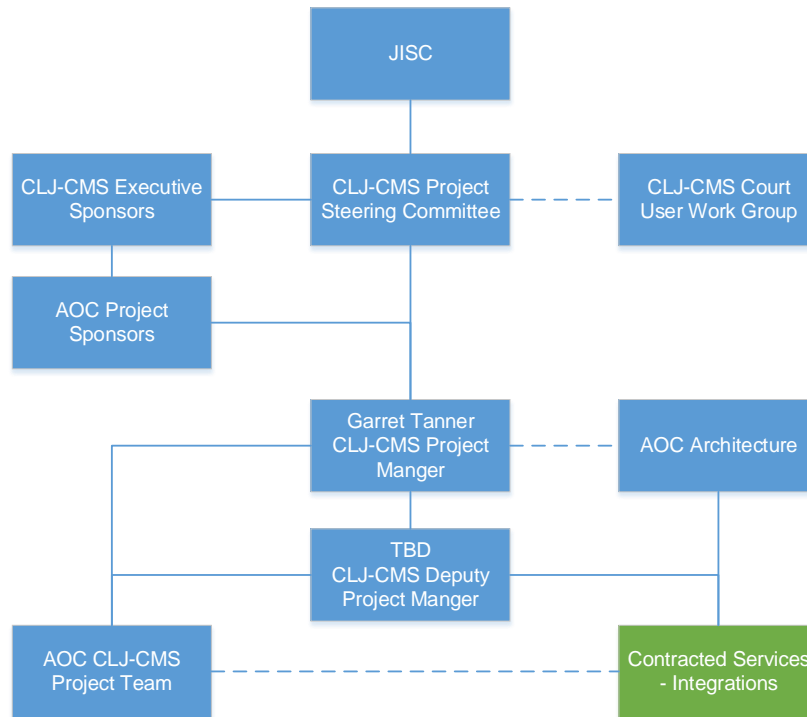 JISC
CLJ-CMS Executive
Sponsors
CLJ-CMS Project
Steering Committee
CLJ-CMS Court
User Work Group
AOC Project
Sponsors
Garret Tanner
CLJ-CMS Project
Manger
AOC Architecture
TBD
CLJ-CMS Deputy
Project Manger
AOC CLJ-CMS
Project Team
Contracted Services
- Integrations